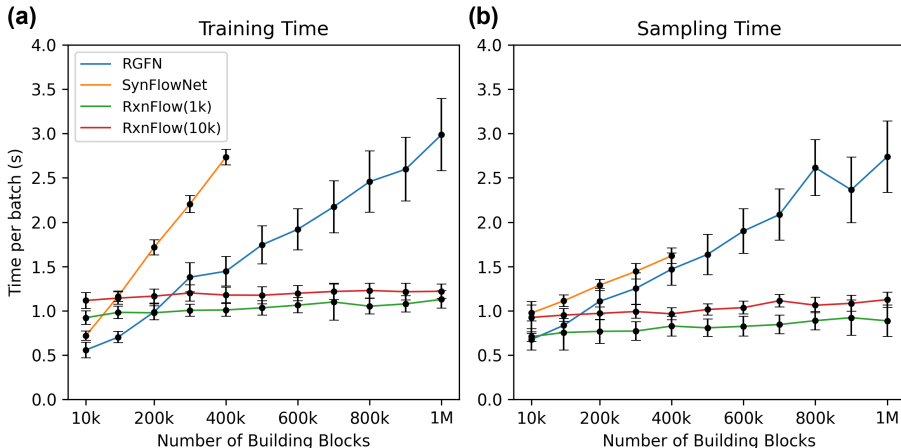 (a)
Training Time
4.0
3.5
3.0
2.5
2.0
1.5
1.0
0.5
0.0
Time per batch (s)
RGFN
SynFlowNet
RxnFlow(1k)
RxnFlow(10k)
10k
200k
400k
600k
800k
1M
Number of Building Blocks
(b)
Sampling Time
4.0
3.5
3.0
2.5
2.0
1.5
1.0
0.5
0.0
10k
200k
400k
600k
800k
1M
Number of Building Blocks